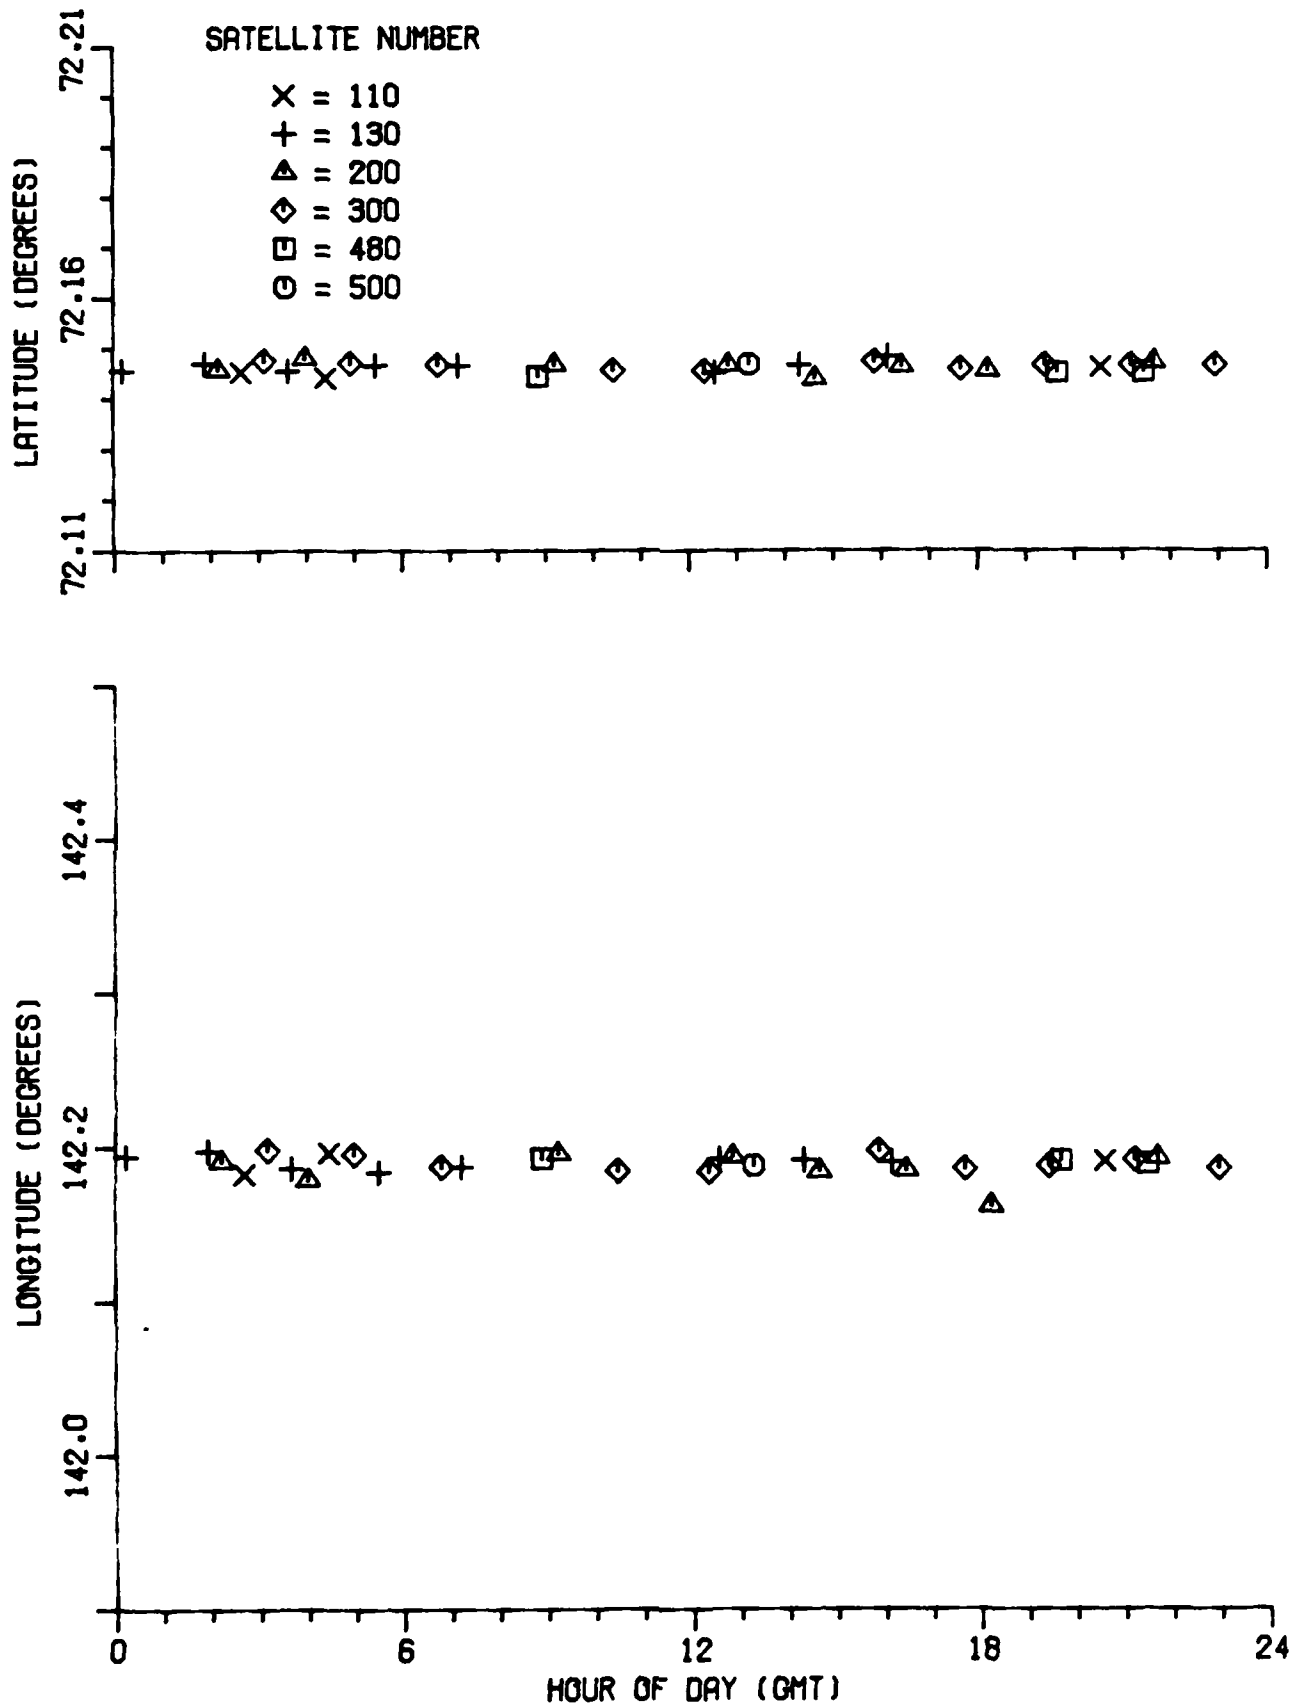 SATELLITE NUMBER
× = 110
+ = 130
△ = 200
◇ = 300
□ = 480
○ = 500
LATITUDE (DEGREES)
72.21
72.16
72.11
LONGITUDE (DEGREES)
142.4
142.2
142.0
0 6 12 18 24
HOUR OF DAY (GMT)